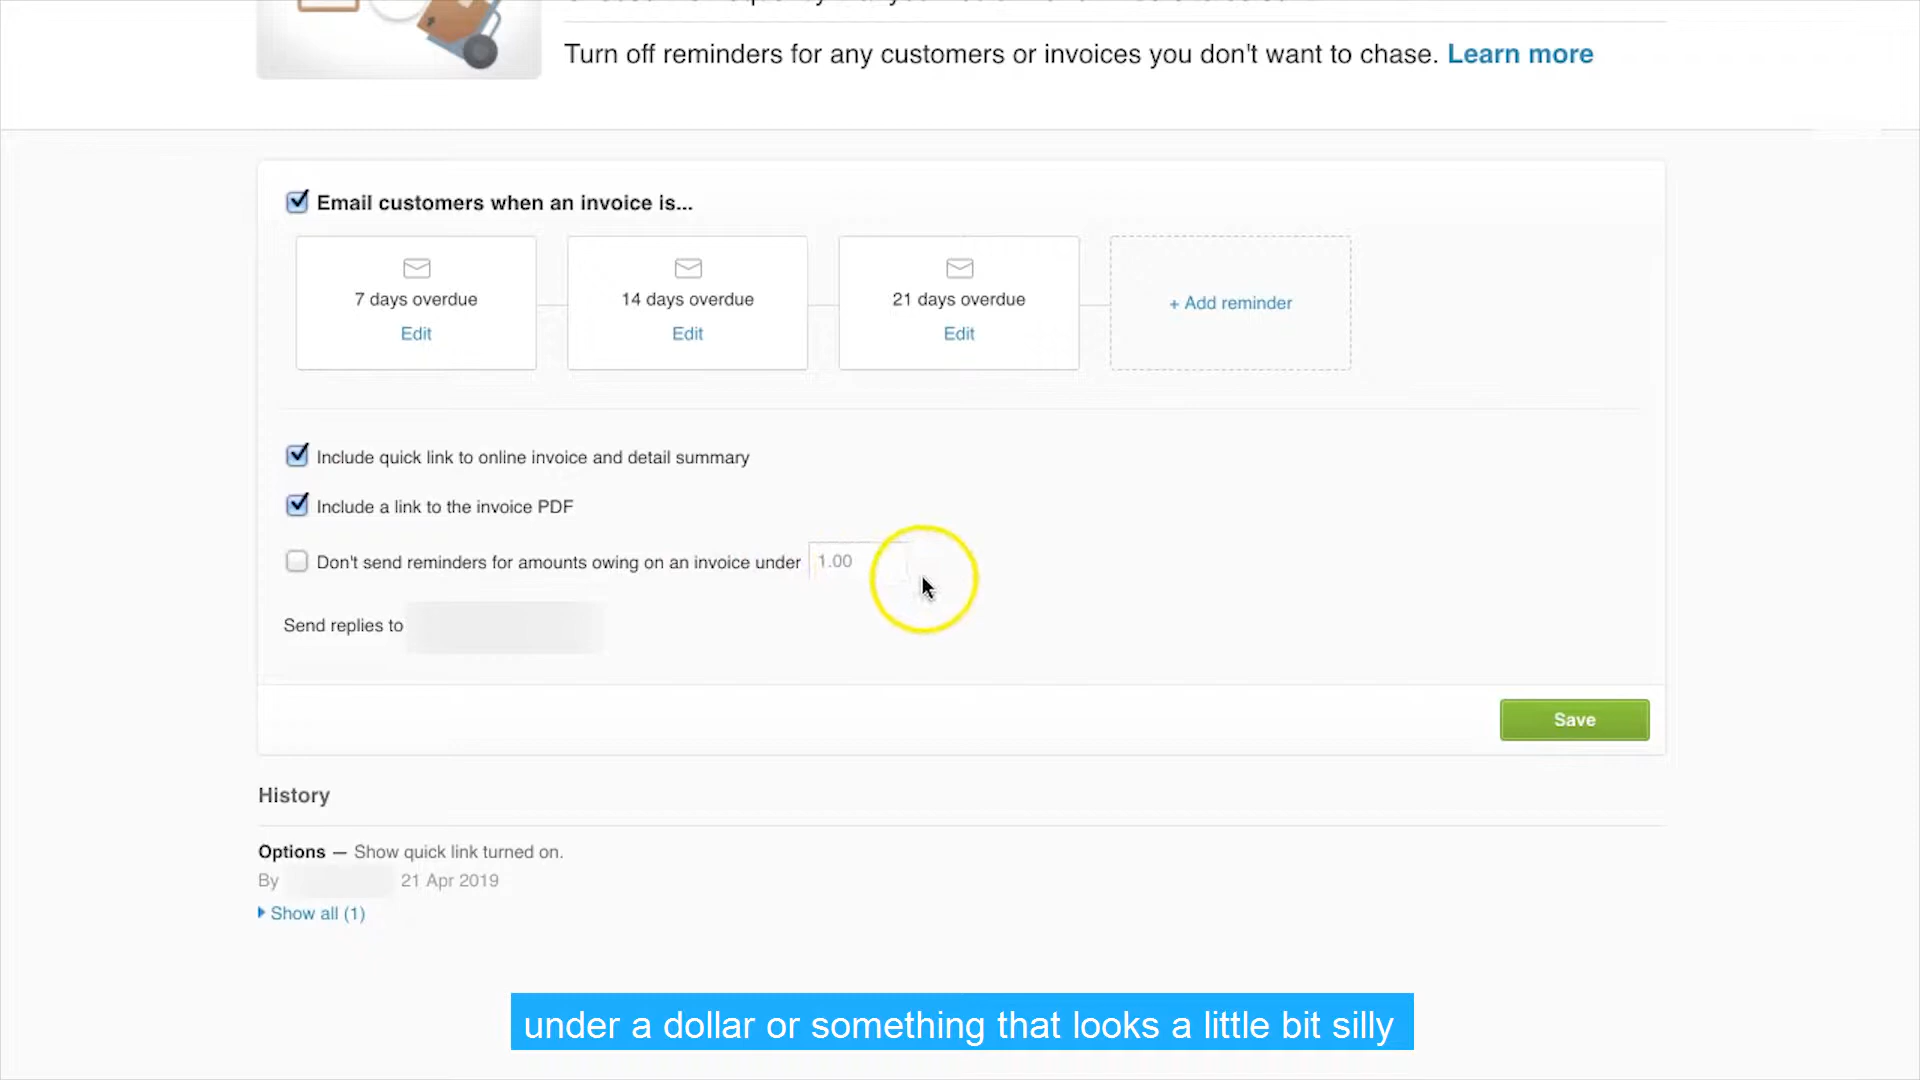 Turn off reminders for any customers or invoices you don't want to chase. Learn more
Email customers when an invoice is...
7 days overdue
Edit
14 days overdue
Edit
21 days overdue
Edit
+ Add reminder
Include quick link to online invoice and detail summary
Include a link to the invoice PDF
Don't send reminders for amounts owing on an invoice under 1.00
Send replies to
Save
History
Options — Show quick link turned on.
By 21 Apr 2019
Show all (1)
under a dollar or something that looks a little bit silly